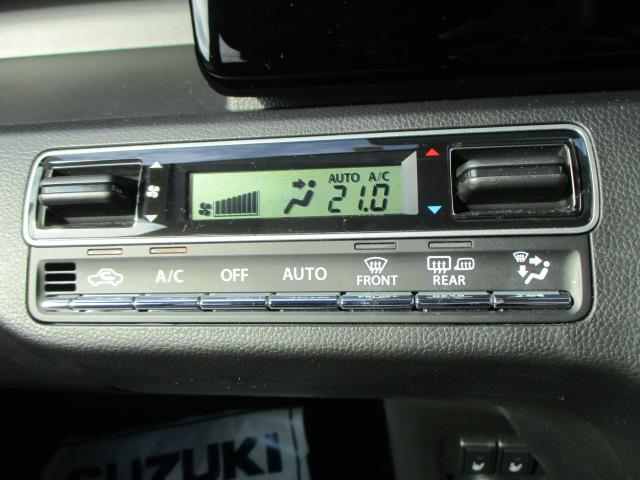 AUTO A/C
21.0
A/C OFF AUTO FRONT REAR
SUZUKI